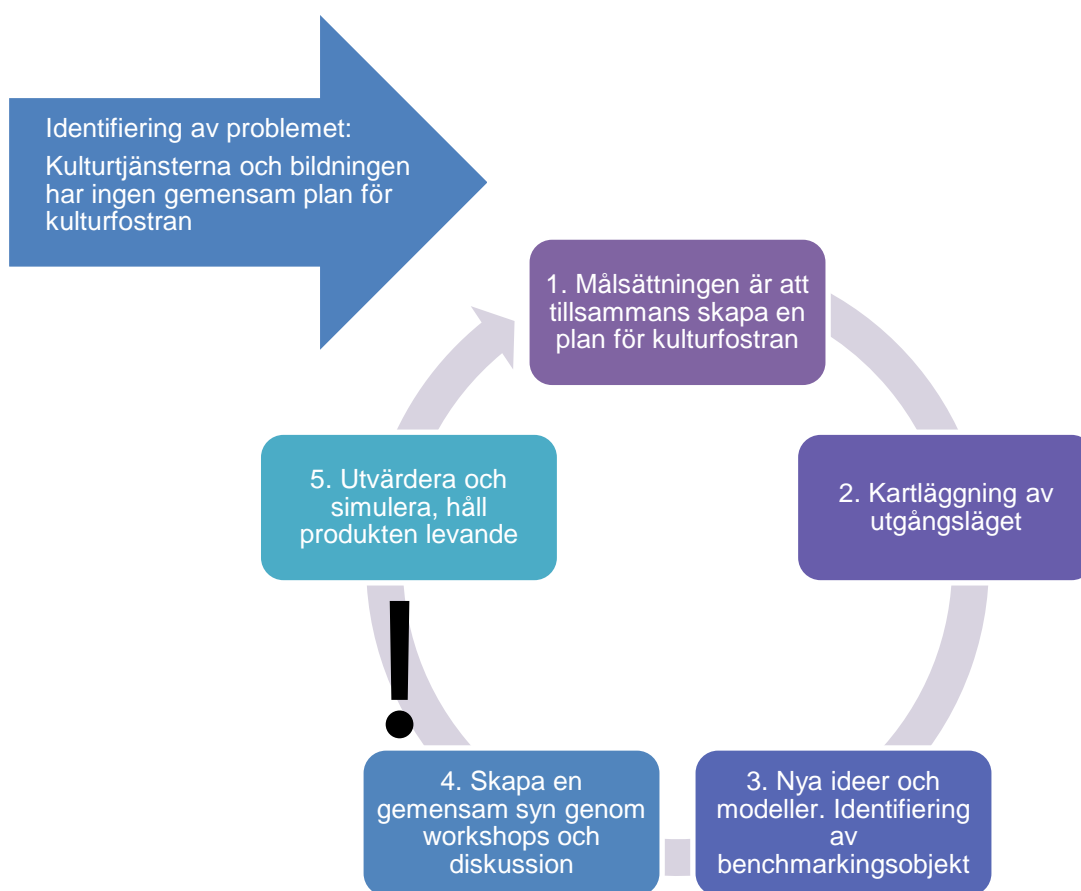 Identifiering av problemet:
Kulturtjänsterna och bildningen
har ingen gemensam plan för
kulturfostran
1. Målsättningen är att
tillsammans skapa en
plan för kulturfostran
2. Kartläggning av
utgångsläget
3. Nya ideer och
modeller. Identifiering
av
benchmarkingsobjekt
4. Skapa en
gemensam syn genom
workshops och
diskussion
!
5. Utvärdera och
simulera, håll
produkten levande